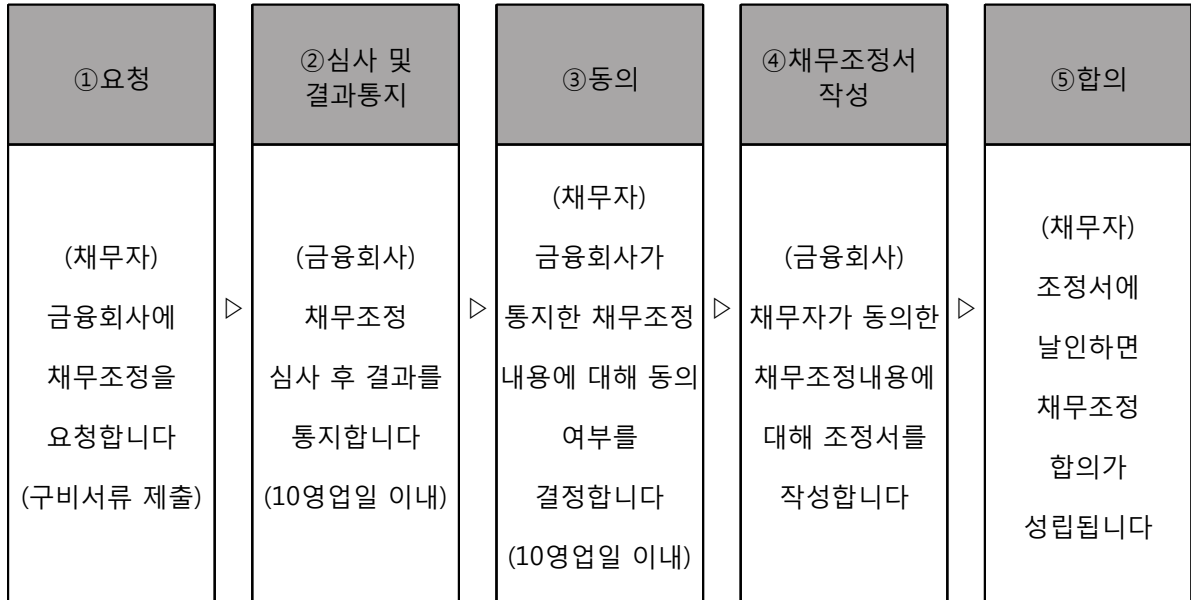 ①요청
②심사 및
결과통지
③동의
④채무조정서
작성
⑤합의
(채무자)
금융회사에
채무조정을
요청합니다
(구비서류 제출)
▷
(금융회사)
채무조정
심사 후 결과를
통지합니다
(10영업일 이내)
▷
(채무자)
금융회사가
통지한 채무조정
내용에 대해 동의
여부를
결정합니다
(10영업일 이내)
▷
(금융회사)
채무자가 동의한
채무조정내용에
대해 조정서를
작성합니다
▷
(채무자)
조정서에
날인하면
채무조정
합의가
성립됩니다